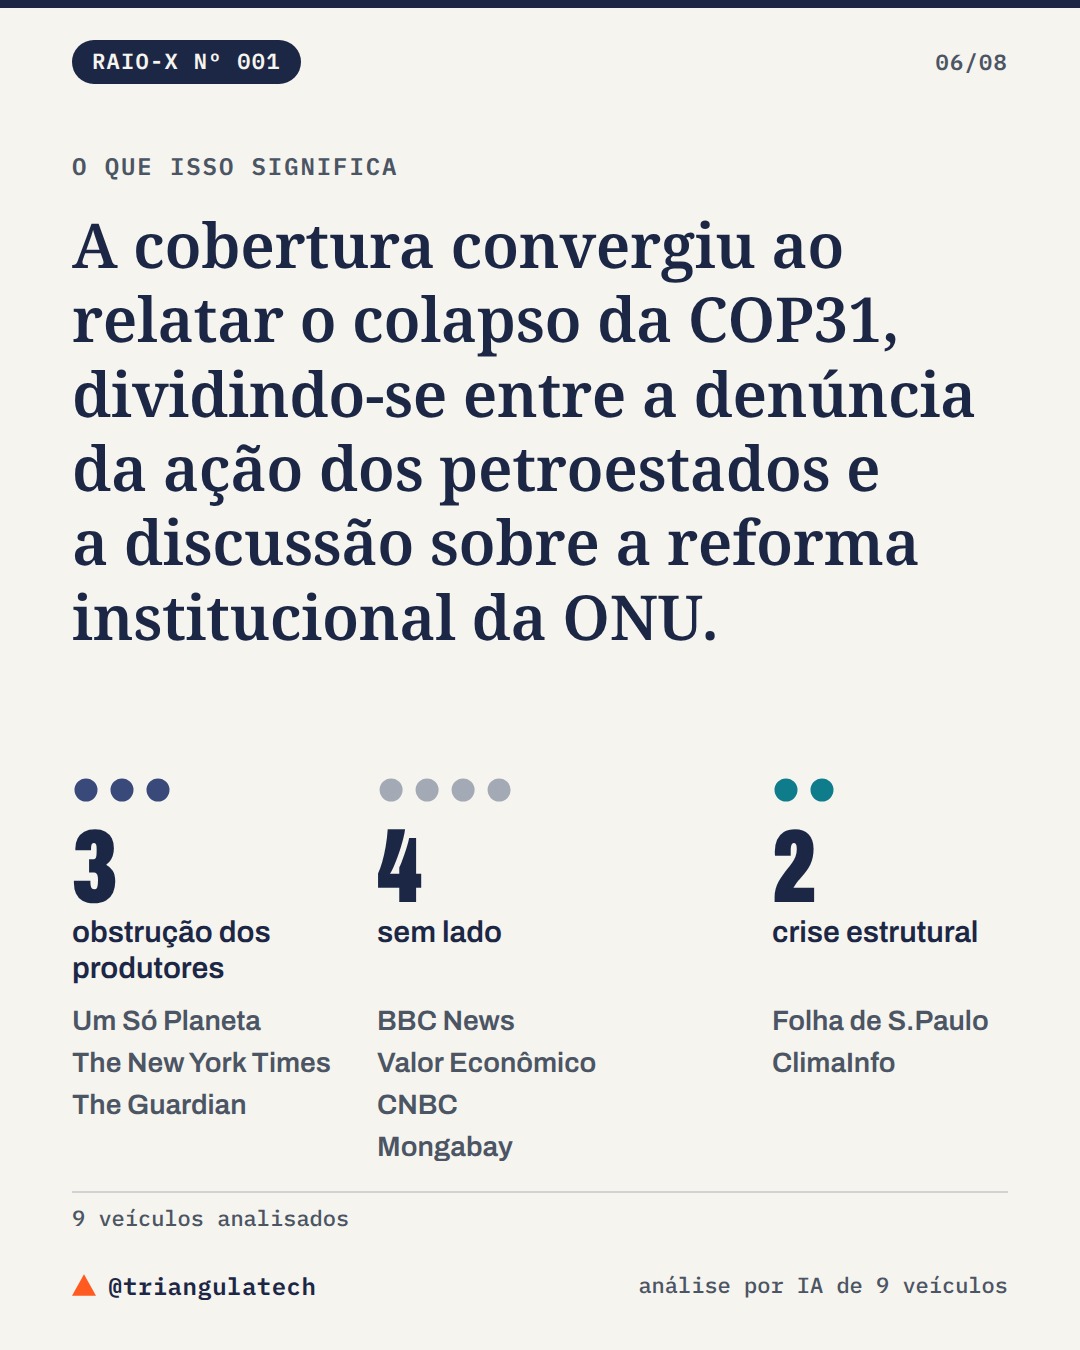 RAIO-X Nº 001
06/08
O QUE ISSO SIGNIFICA
A cobertura convergiu ao
relatar o colapso da COP31,
dividindo-se entre a denúncia
da ação dos petroestados e
a discussão sobre a reforma
institucional da ONU.
3
obstrução dos
produtores
Um Só Planeta
The New York Times
The Guardian
4
sem lado
BBC News
Valor Econômico
CNBC
Mongabay
2
crise estrutural
Folha de S.Paulo
ClimaInfo
9 veículos analisados
@triangulatech
análise por IA de 9 veículos